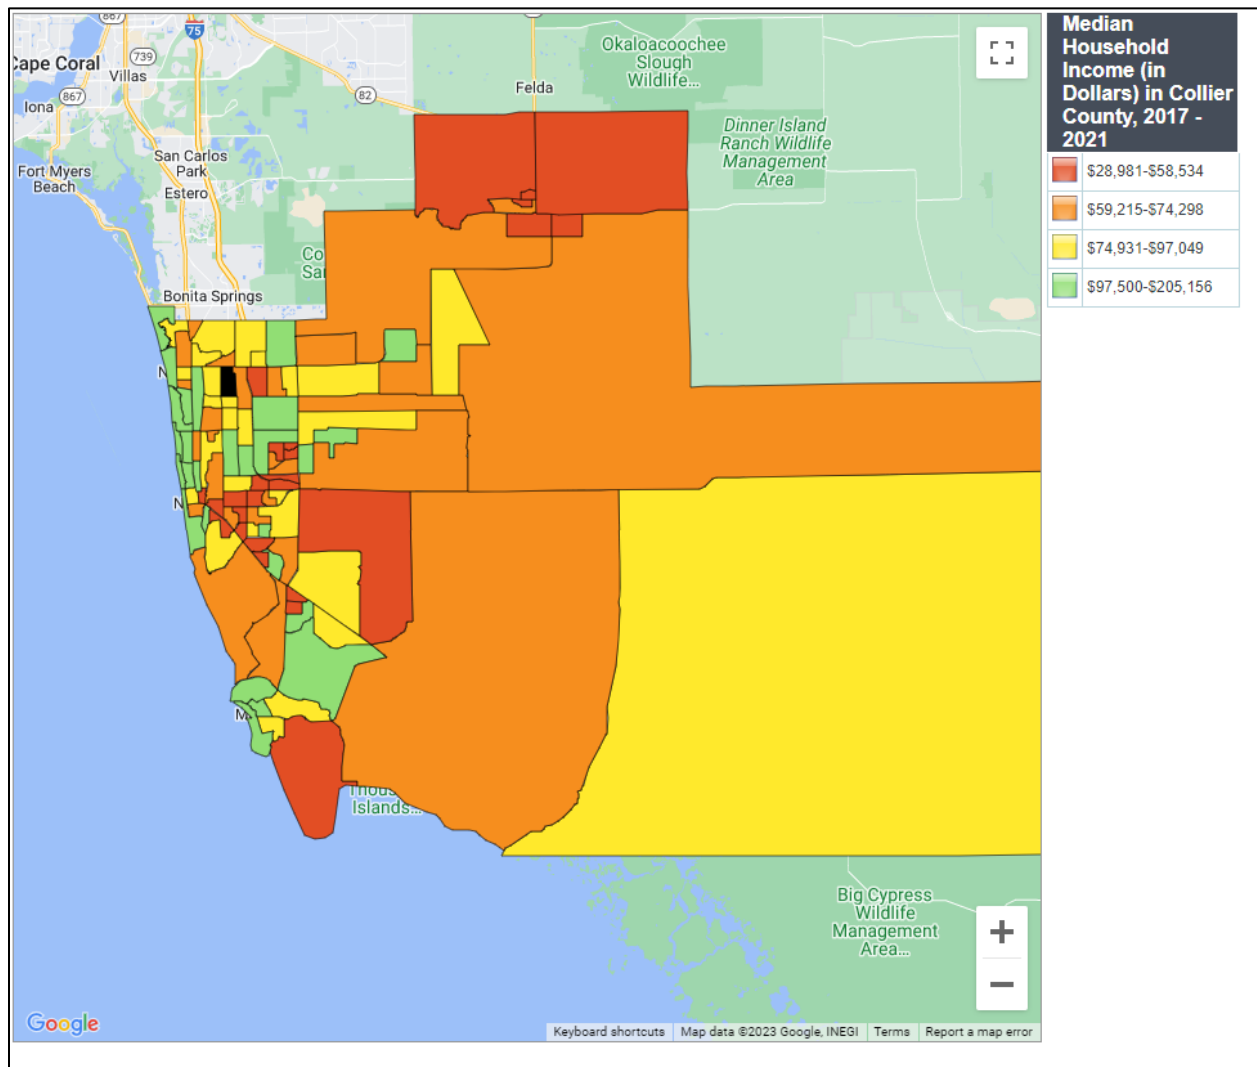 867
75
Cape Coral
739
Villas
Iona
867
82
Felda
Okaloacoochee
Slough
Wildlife...
Dinner Island
Ranch Wildlife
Management
Area
San Carlos
Park
Fort Myers
Beach
Estero
Co
Sa
Bonita Springs
N
N
M
Islands...
Big Cypress
Wildlife
Management
Area...
Google
Keyboard shortcuts
Map data ©2023 Google, INEGI
Terms
Report a map error
Median
Household
Income (in
Dollars) in Collier
County, 2017 -
2021
$28,981-$58,534
$59,215-$74,298
$74,931-$97,049
$97,500-$205,156